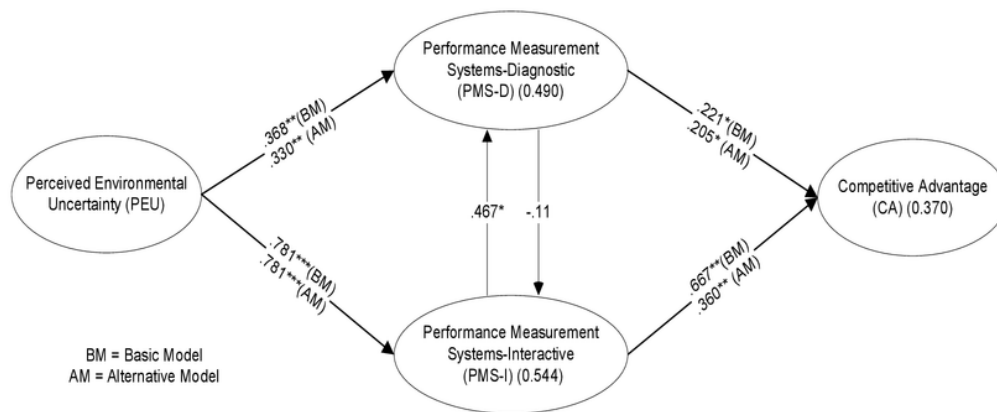 Performance Measurement
Systems-Diagnostic
(PMS-D) (0.490)
.368**(BM)
.330** (AM)
.221*(BM)
.205* (AM)
Perceived Environmental
Uncertainty (PEU)
.467*
-.11
Competitive Advantage
(CA) (0.370)
.781***(BM)
.781***(AM)
.667**(BM)
.360** (AM)
Performance Measurement
Systems-Interactive
(PMS-I) (0.544)
BM = Basic Model
AM = Alternative Model